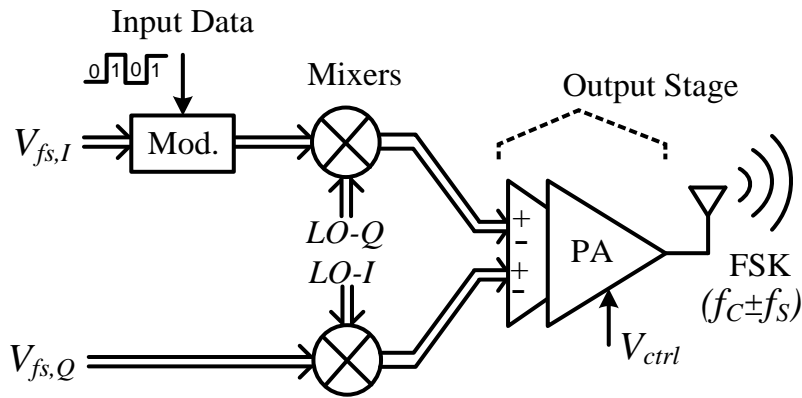 Input Data
0 1 0 1
Mixers
Output Stage
V_{fs,I}
Mod.
LO-Q
LO-I
+
-
+
-
PA
FSK
(f_C±f_S)
V_{ctrl}
V_{fs,Q}